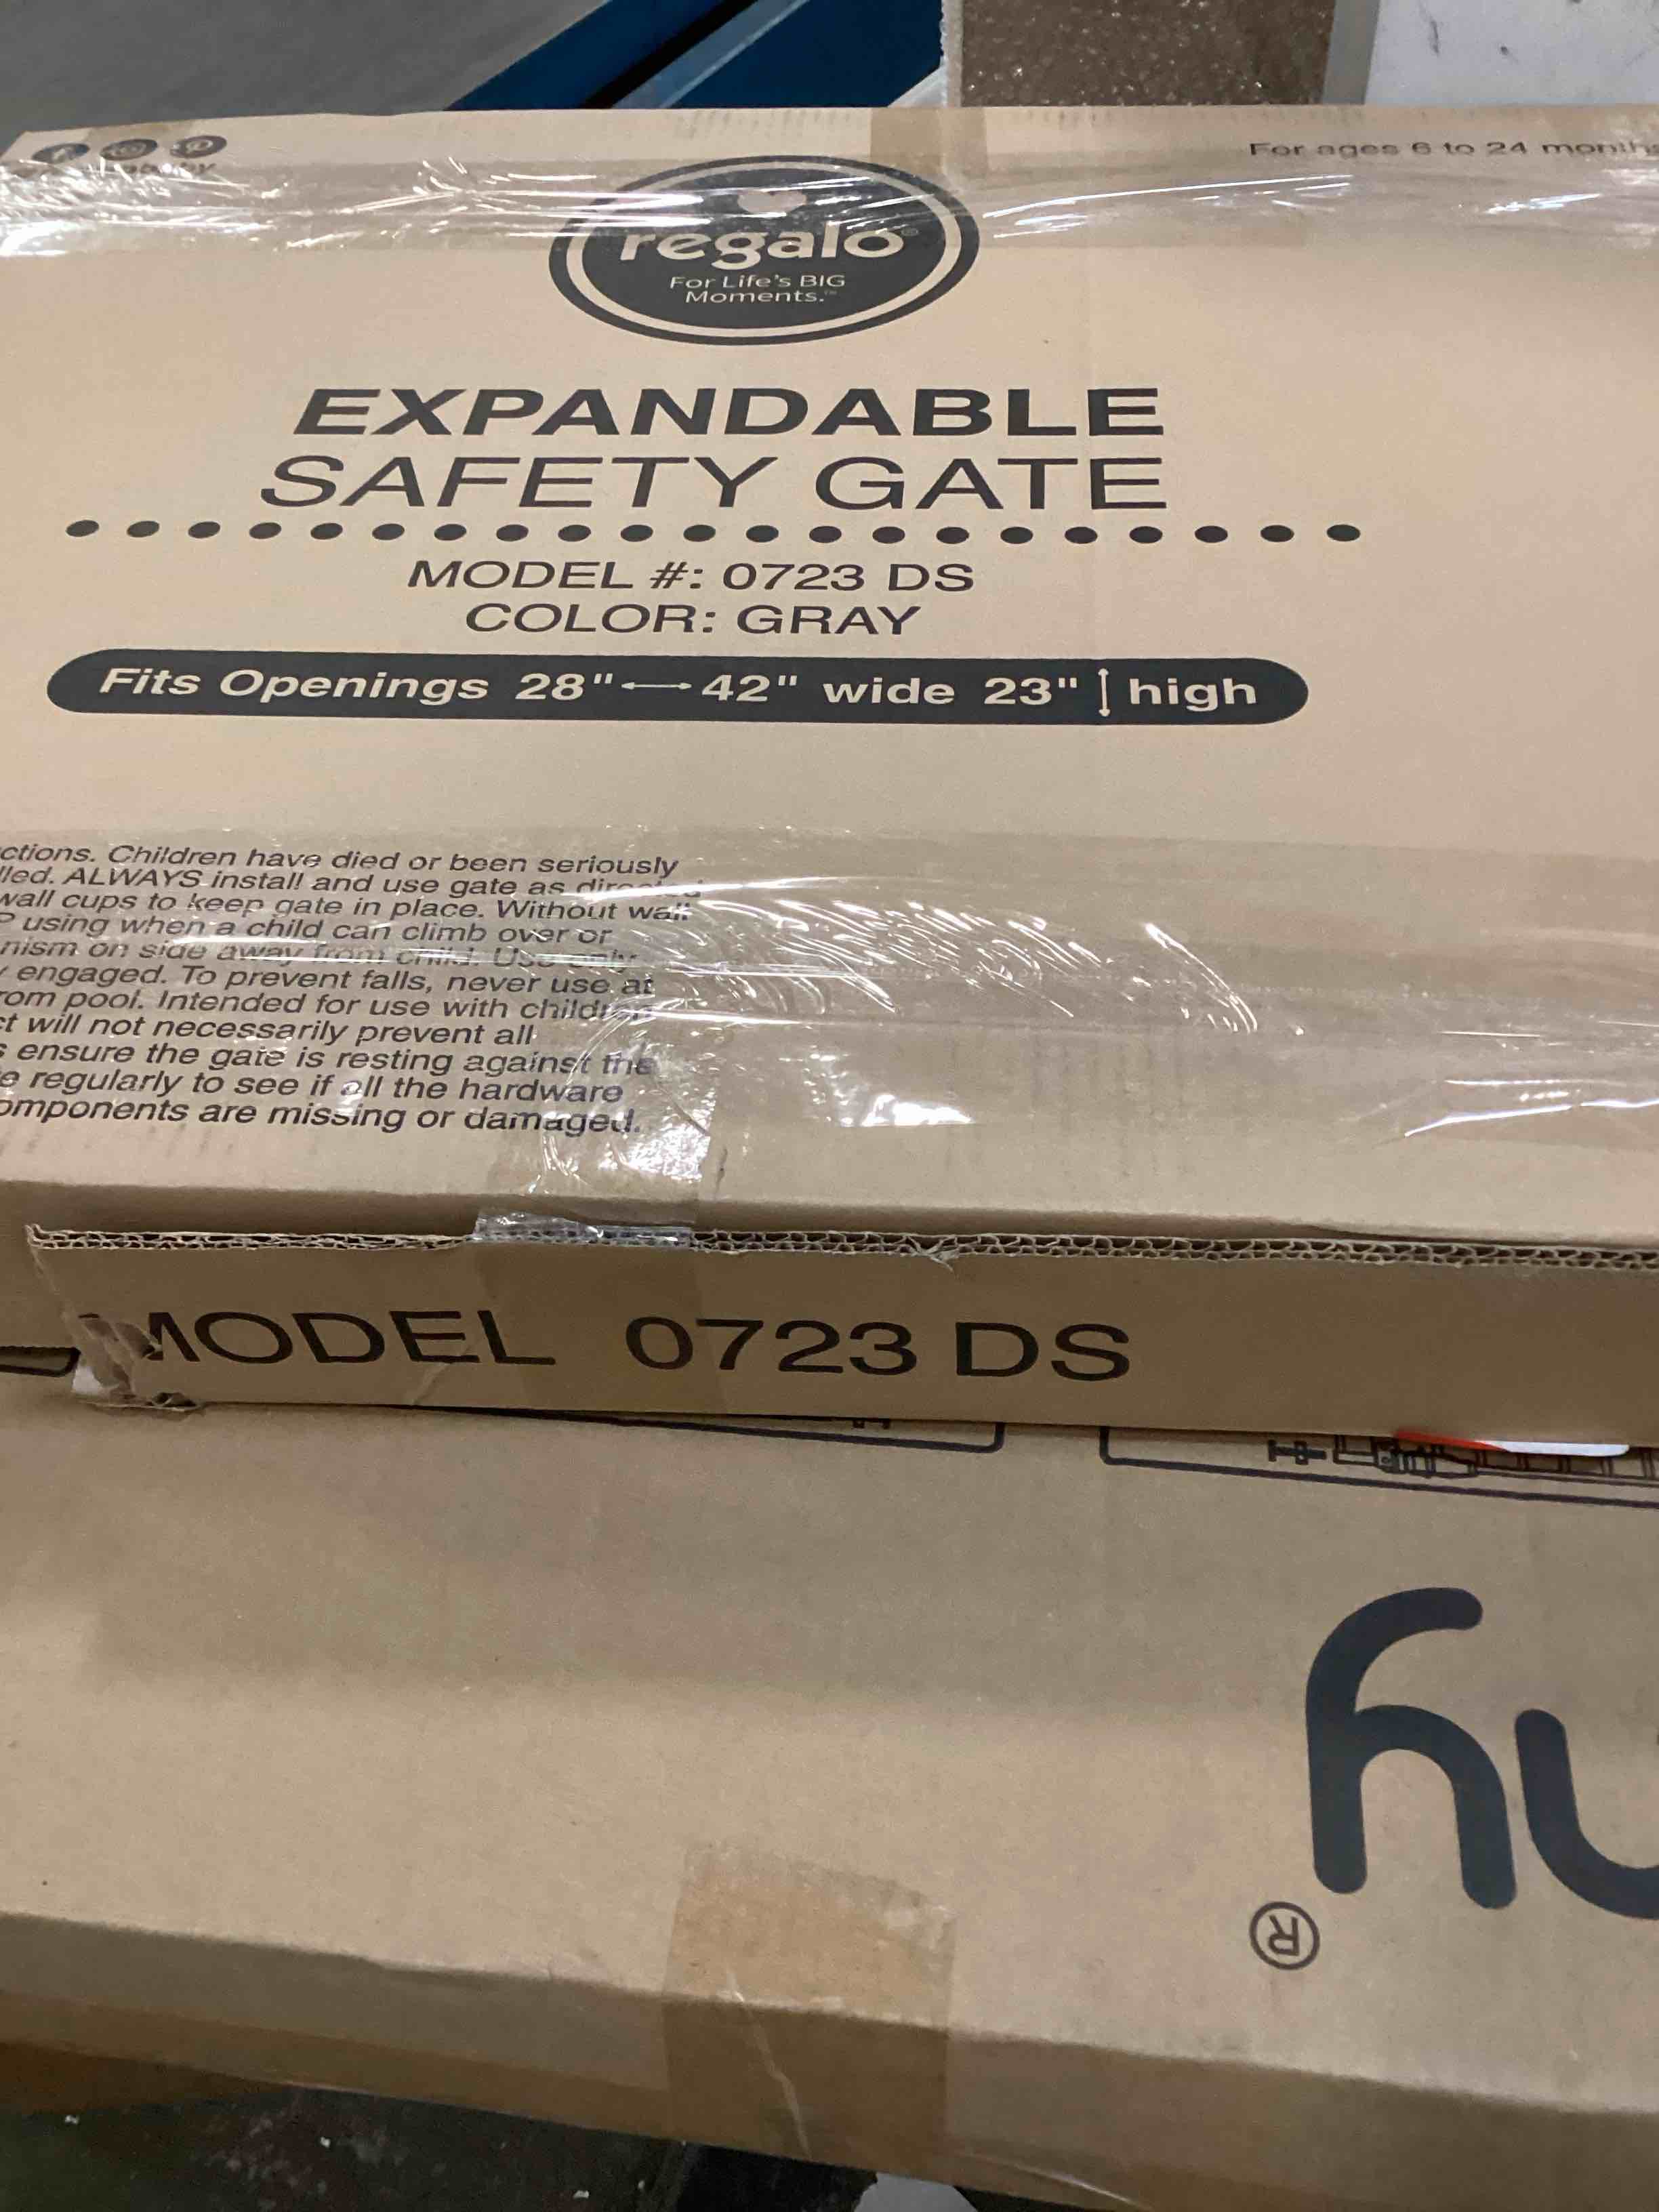 For ages 6 to 24 months
regalo®
For Life's BIG
Moments.™
EXPANDABLE
SAFETY GATE
MODEL #: 0723 DS
COLOR: GRAY
Fits Openings 28" ←→ 42" wide 23" ↕ high
ctions. Children have died or been seriously
lled. ALWAYS install and use gate as directed
wall cups to keep gate in place. Without wall
P using when a child can climb over or
nism on side away from child. Use only
engaged. To prevent falls, never use at
rom pool. Intended for use with children
ct will not necessarily prevent all
s ensure the gate is resting against the
e regularly to see if all the hardware
omponents are missing or damaged.
MODEL 0723 DS
hu
®